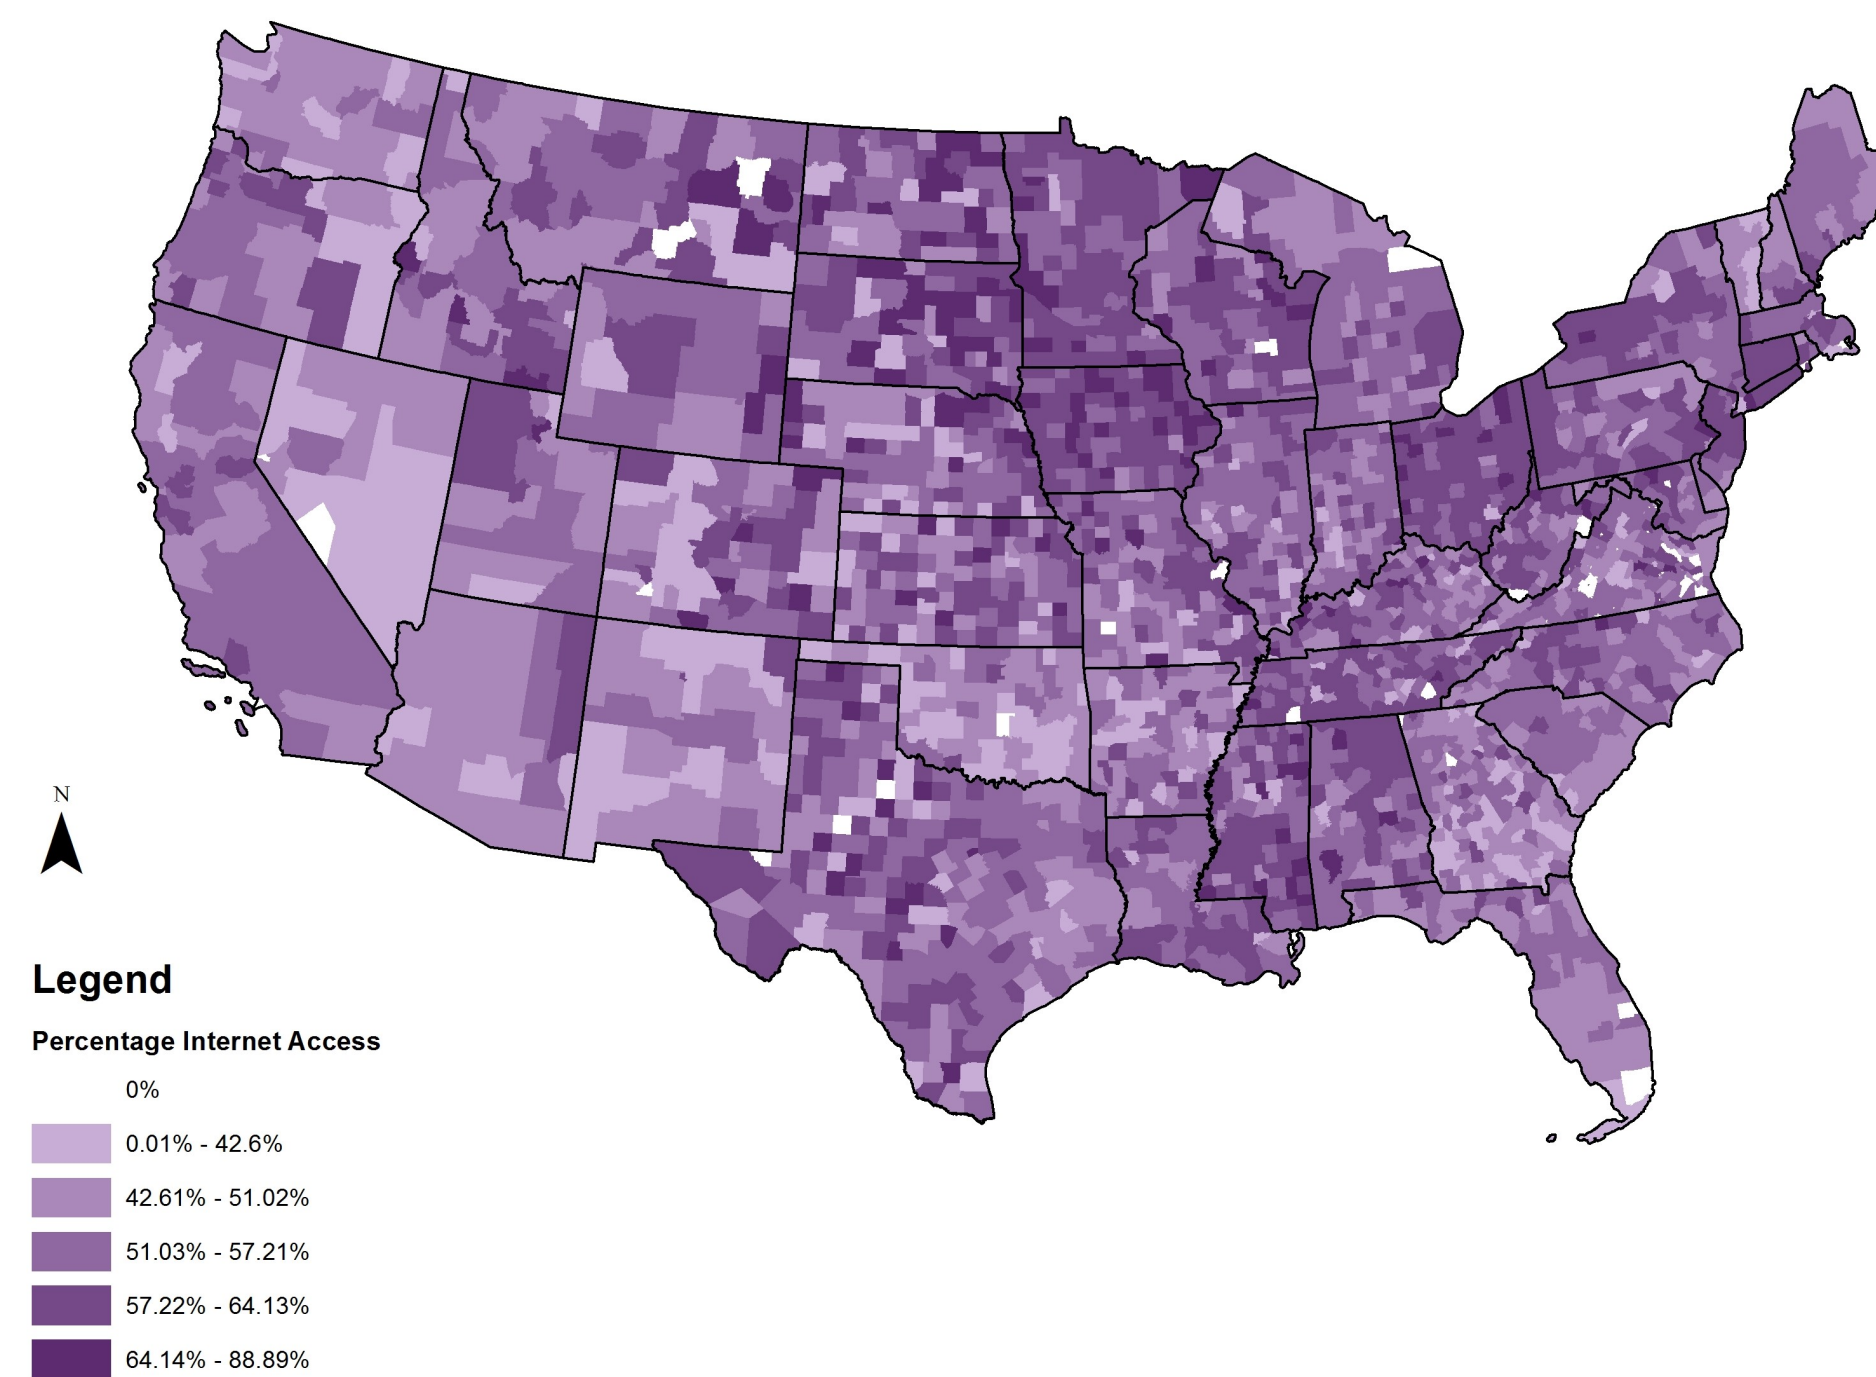 N
Legend
Percentage Internet Access
0%
0.01% - 42.6%
42.61% - 51.02%
51.03% - 57.21%
57.22% - 64.13%
64.14% - 88.89%